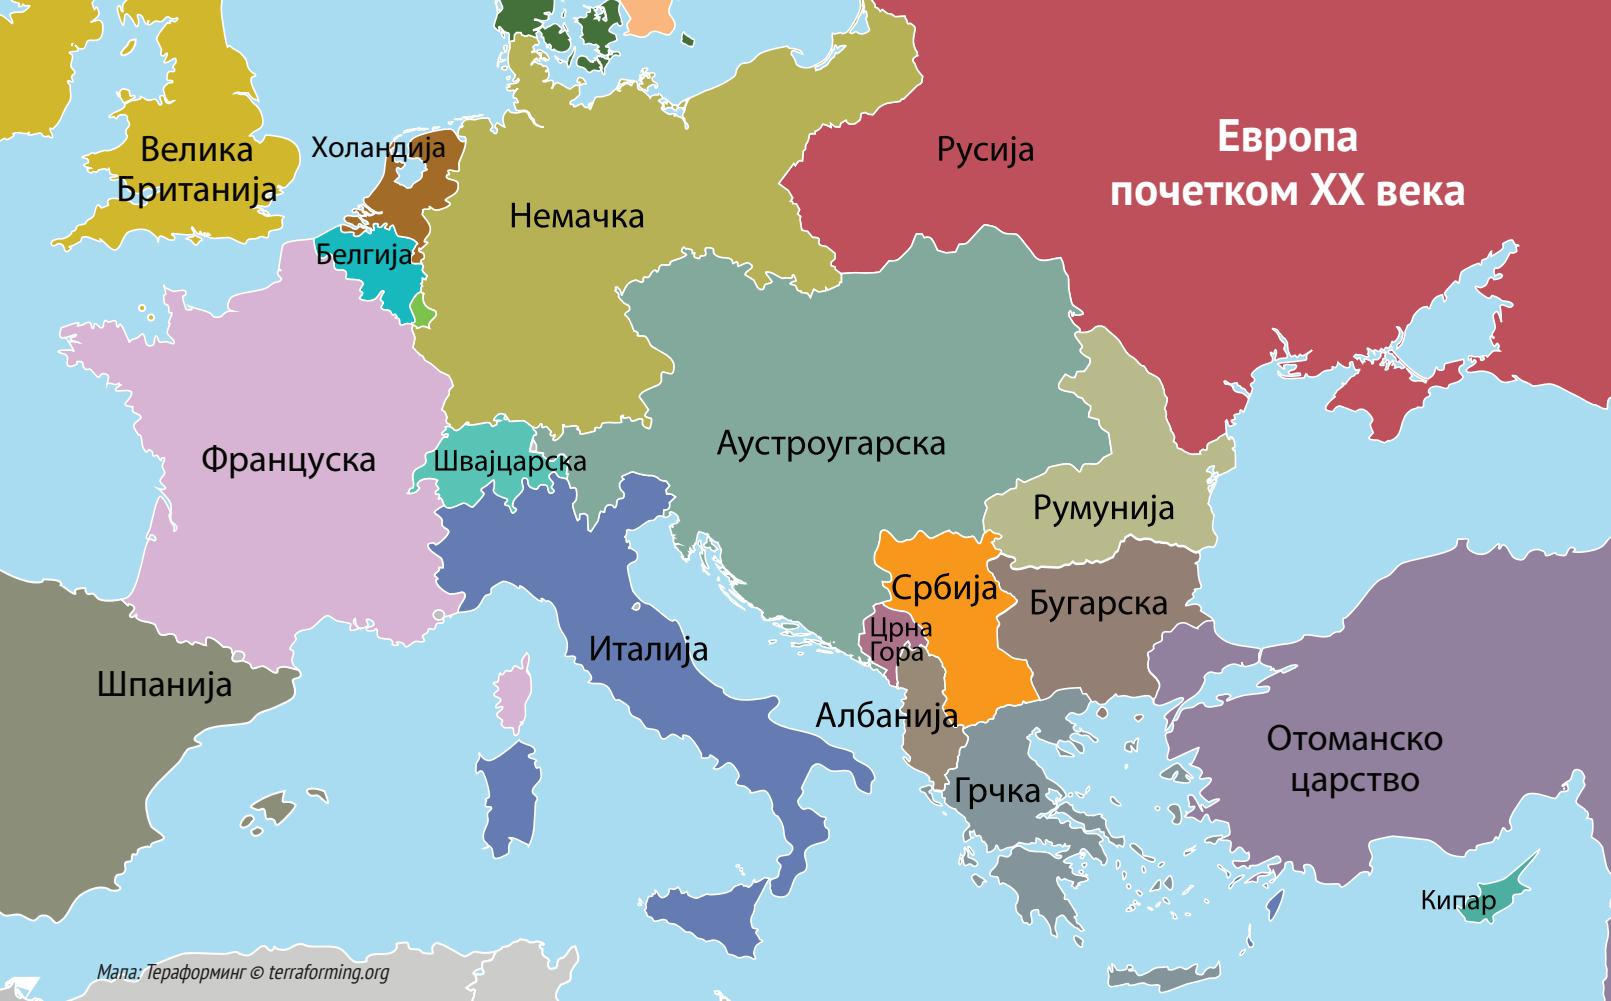 Европа
почетком XX века
Велика
Британија
Холандија
Русија
Немачка
Белгија
Француска
Швајцарска
Аустроугарска
Румунија
Србија
Бугарска
Црна
Гора
Италија
Шпанија
Албанија
Отоманско
царство
Грчка
Кипар
Мапа: Тераформинг © terraforming.org